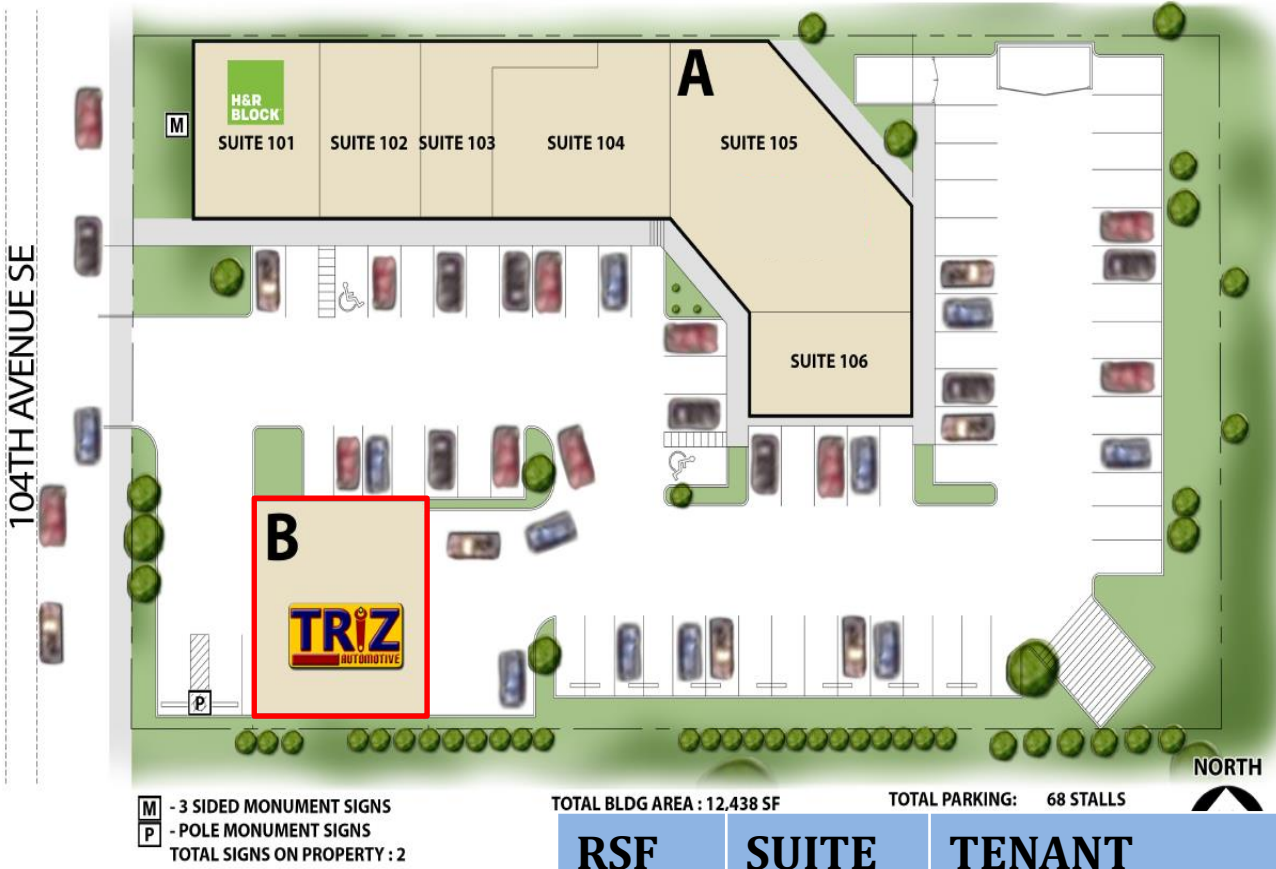 104TH AVENUE SE
A
H&R
BLOCK
M
SUITE 101
SUITE 102
SUITE 103
SUITE 104
SUITE 105
SUITE 106
B
TRIZ
AUTOMOTIVE
P
NORTH
M - 3 SIDED MONUMENT SIGNS
P - POLE MONUMENT SIGNS
TOTAL SIGNS ON PROPERTY : 2
TOTAL BLDG AREA : 12,438 SF
TOTAL PARKING: 68 STALLS
RSF SUITE TENANT